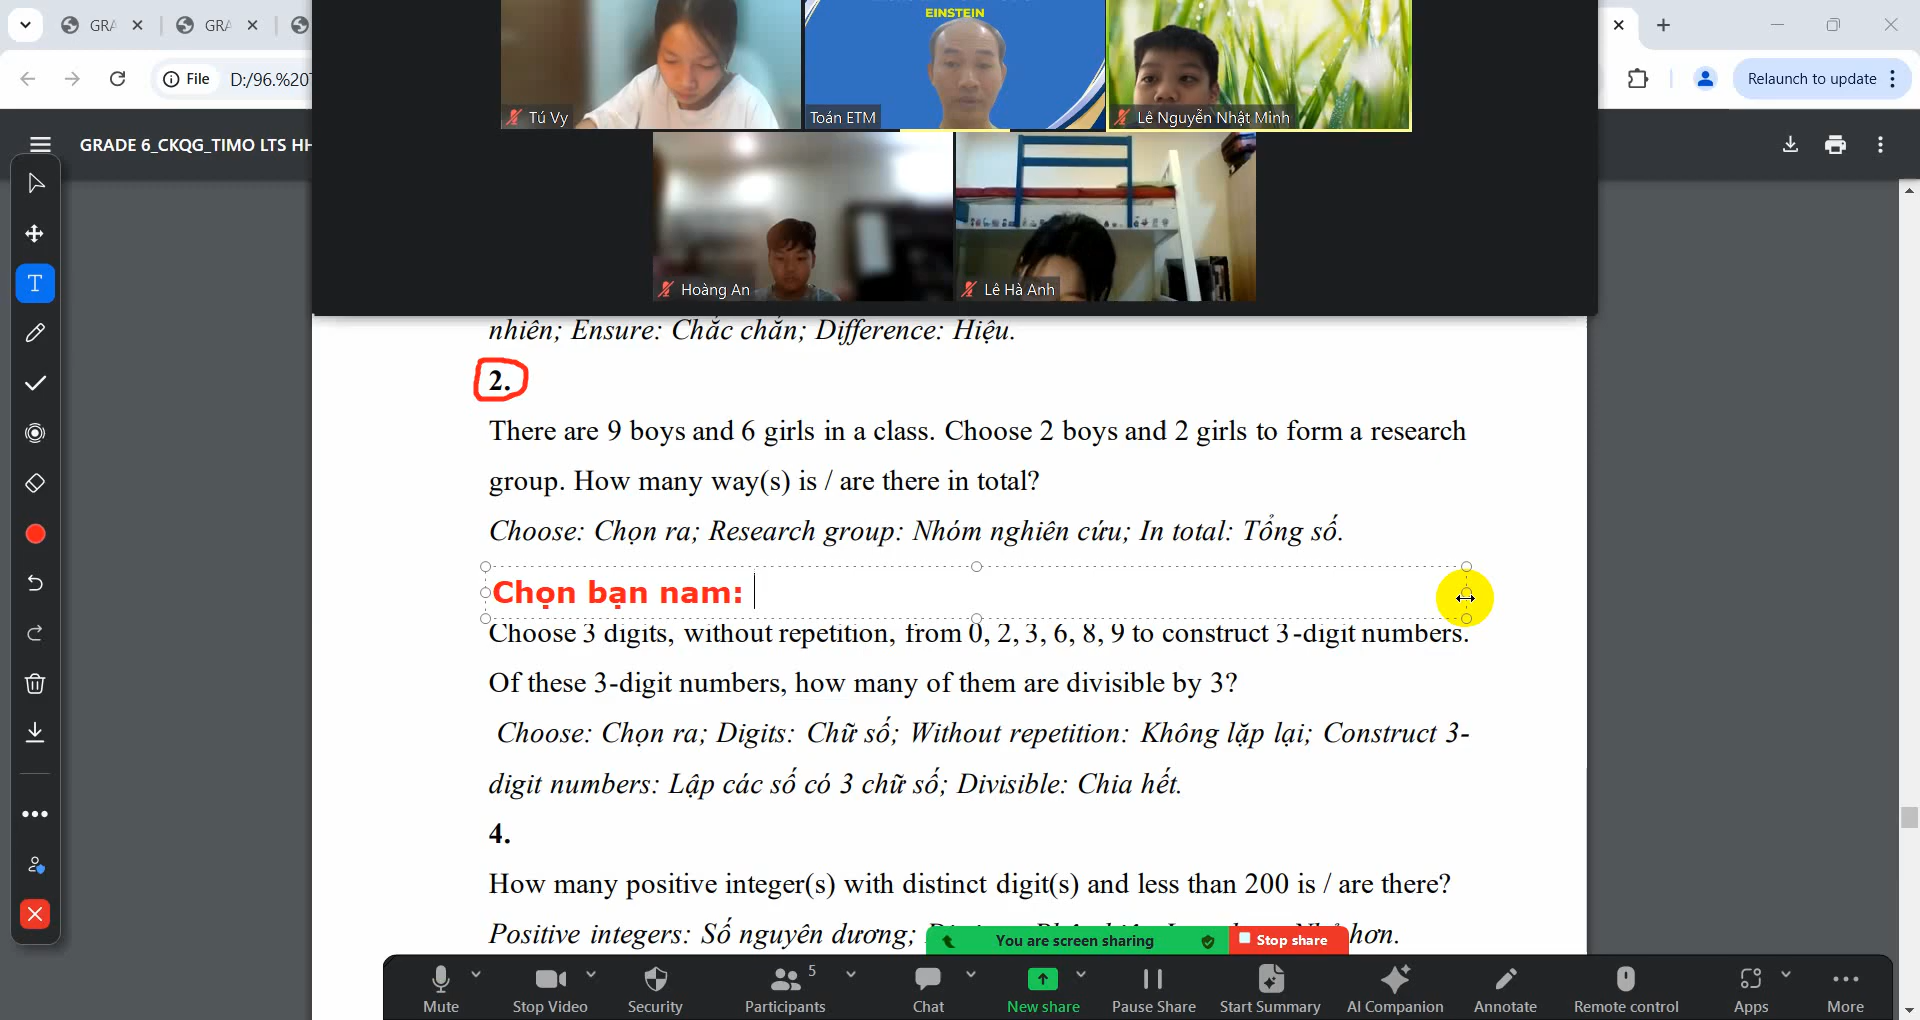 GRA
GRA
File
D:/96.%20T
Relaunch to update
GRADE 6_CKQG_TIMO LTS HH
EINSTEIN
Tú Vy
Toán ETM
Lê Nguyễn Nhật Minh
Hoàng An
Lê Hà Anh
nhiên; Ensure: Chắc chắn; Difference: Hiệu.
2.
There are 9 boys and 6 girls in a class. Choose 2 boys and 2 girls to form a research
group. How many way(s) is / are there in total?
Choose: Chọn ra; Research group: Nhóm nghiên cứu; In total: Tổng số.
Chọn bạn nam:
Choose 3 digits, without repetition, from 0, 2, 3, 6, 8, 9 to construct 3-digit numbers.
Of these 3-digit numbers, how many of them are divisible by 3?
Choose: Chọn ra; Digits: Chữ số; Without repetition: Không lặp lại; Construct 3-
digit numbers: Lập các số có 3 chữ số; Divisible: Chia hết.
4.
How many positive integer(s) with distinct digit(s) and less than 200 is / are there?
Positive integers: Số nguyên dương; hơn.
You are screen sharing
Stop share
Mute
Stop Video
Security
Participants
5
Chat
New share
Pause Share
Start Summary
AI Companion
Annotate
Remote control
Apps
More